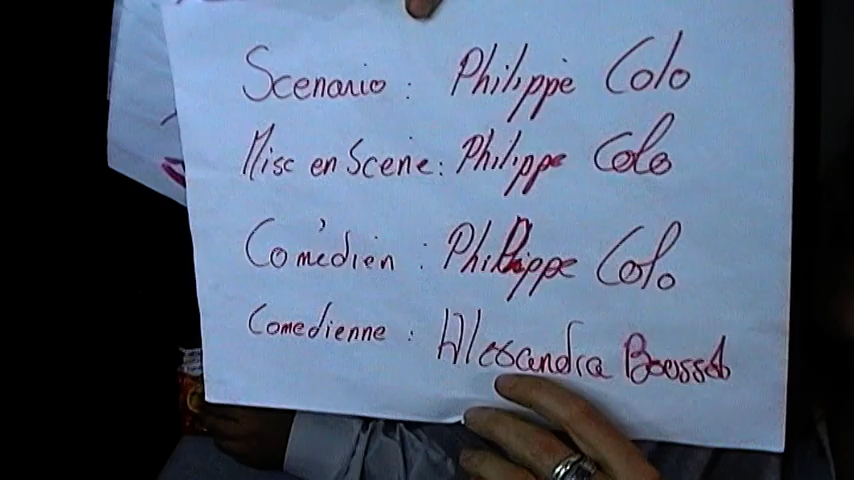 Scenario : Philippe Colo
Mise en Scene : Philippe Colo
Comédien : Philippe Colo
Comedienne : Alessandra